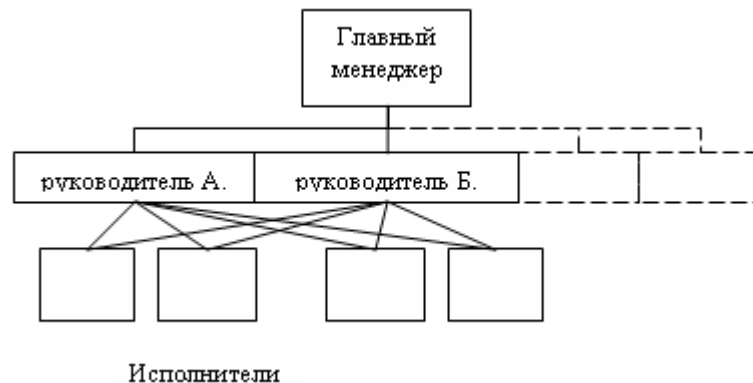 Главный
менеджер
руководитель А.
руководитель Б.
Исполнители